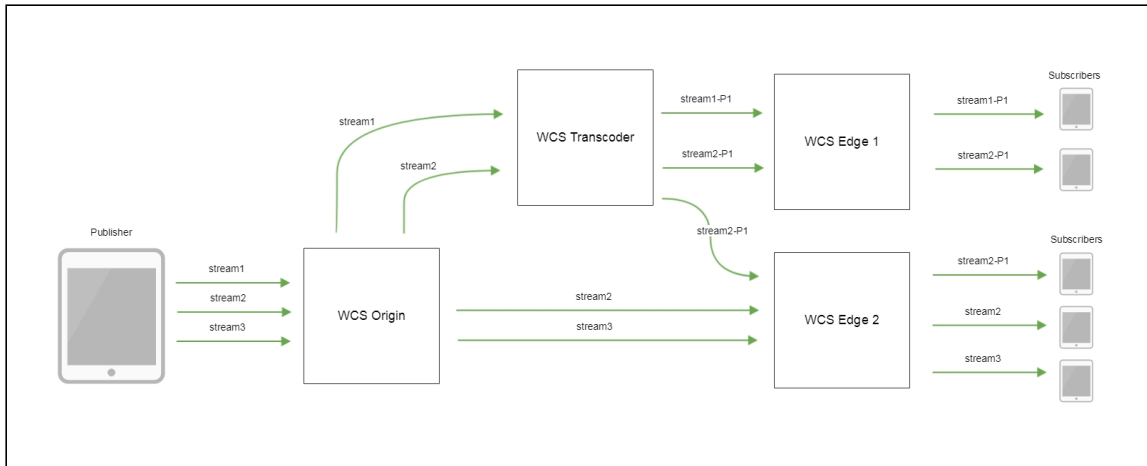 Subscribers
stream1-P1
stream1-P1
stream1
WCS Transcoder
WCS Edge 1
stream2
stream2-P1
stream2-P1
stream2-P1
Publisher
Subscribers
stream2-P1
stream1
stream2
stream2
stream2
WCS Origin
WCS Edge 2
stream3
stream3
stream3